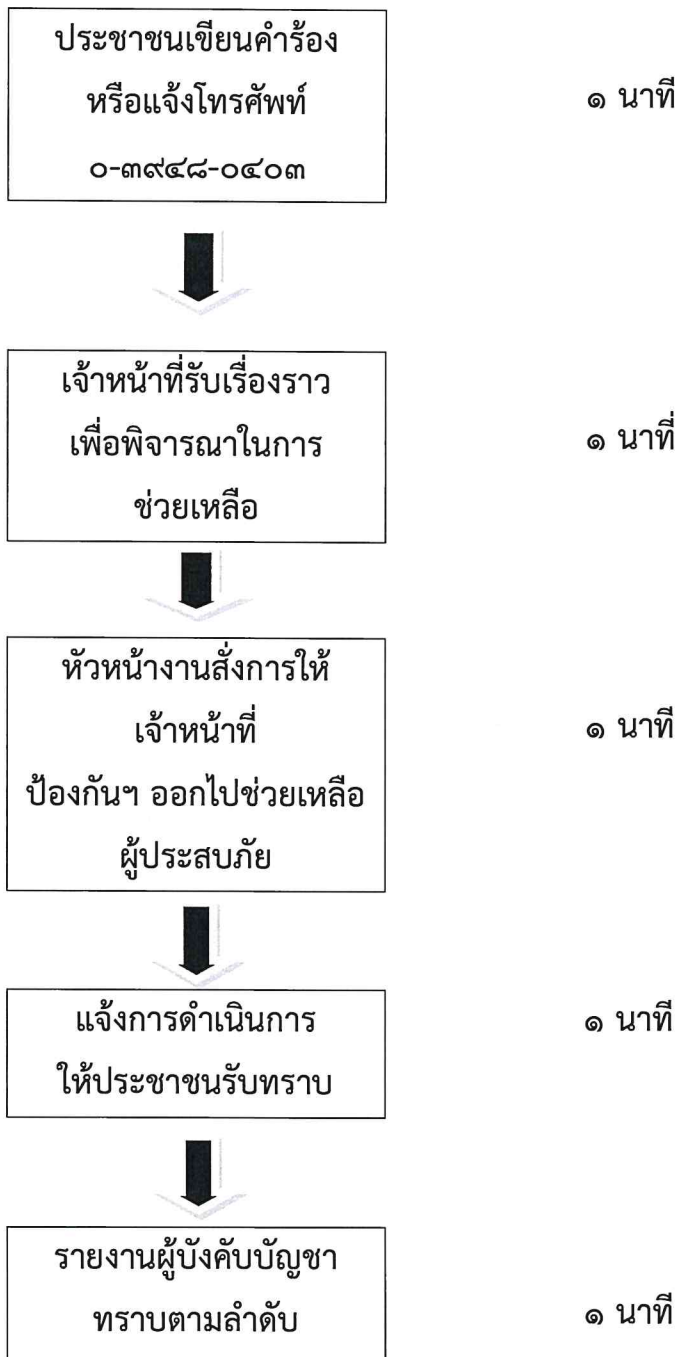 ประชาชนเขียนคำร้อง
หรือแจ้งโทรศัพท์
๐-๓๙๔๘-๐๔๐๓
๑ นาที
เจ้าหน้าที่รับเรื่องราว
เพื่อพิจารณาในการ
ช่วยเหลือ
๑ นาที่
หัวหน้างานสั่งการให้
เจ้าหน้าที่
ป้องกันฯ ออกไปช่วยเหลือ
ผู้ประสบภัย
๑ นาที
แจ้งการดำเนินการ
ให้ประชาชนรับทราบ
๑ นาที
รายงานผู้บังคับบัญชา
ทราบตามลำดับ
๑ นาที